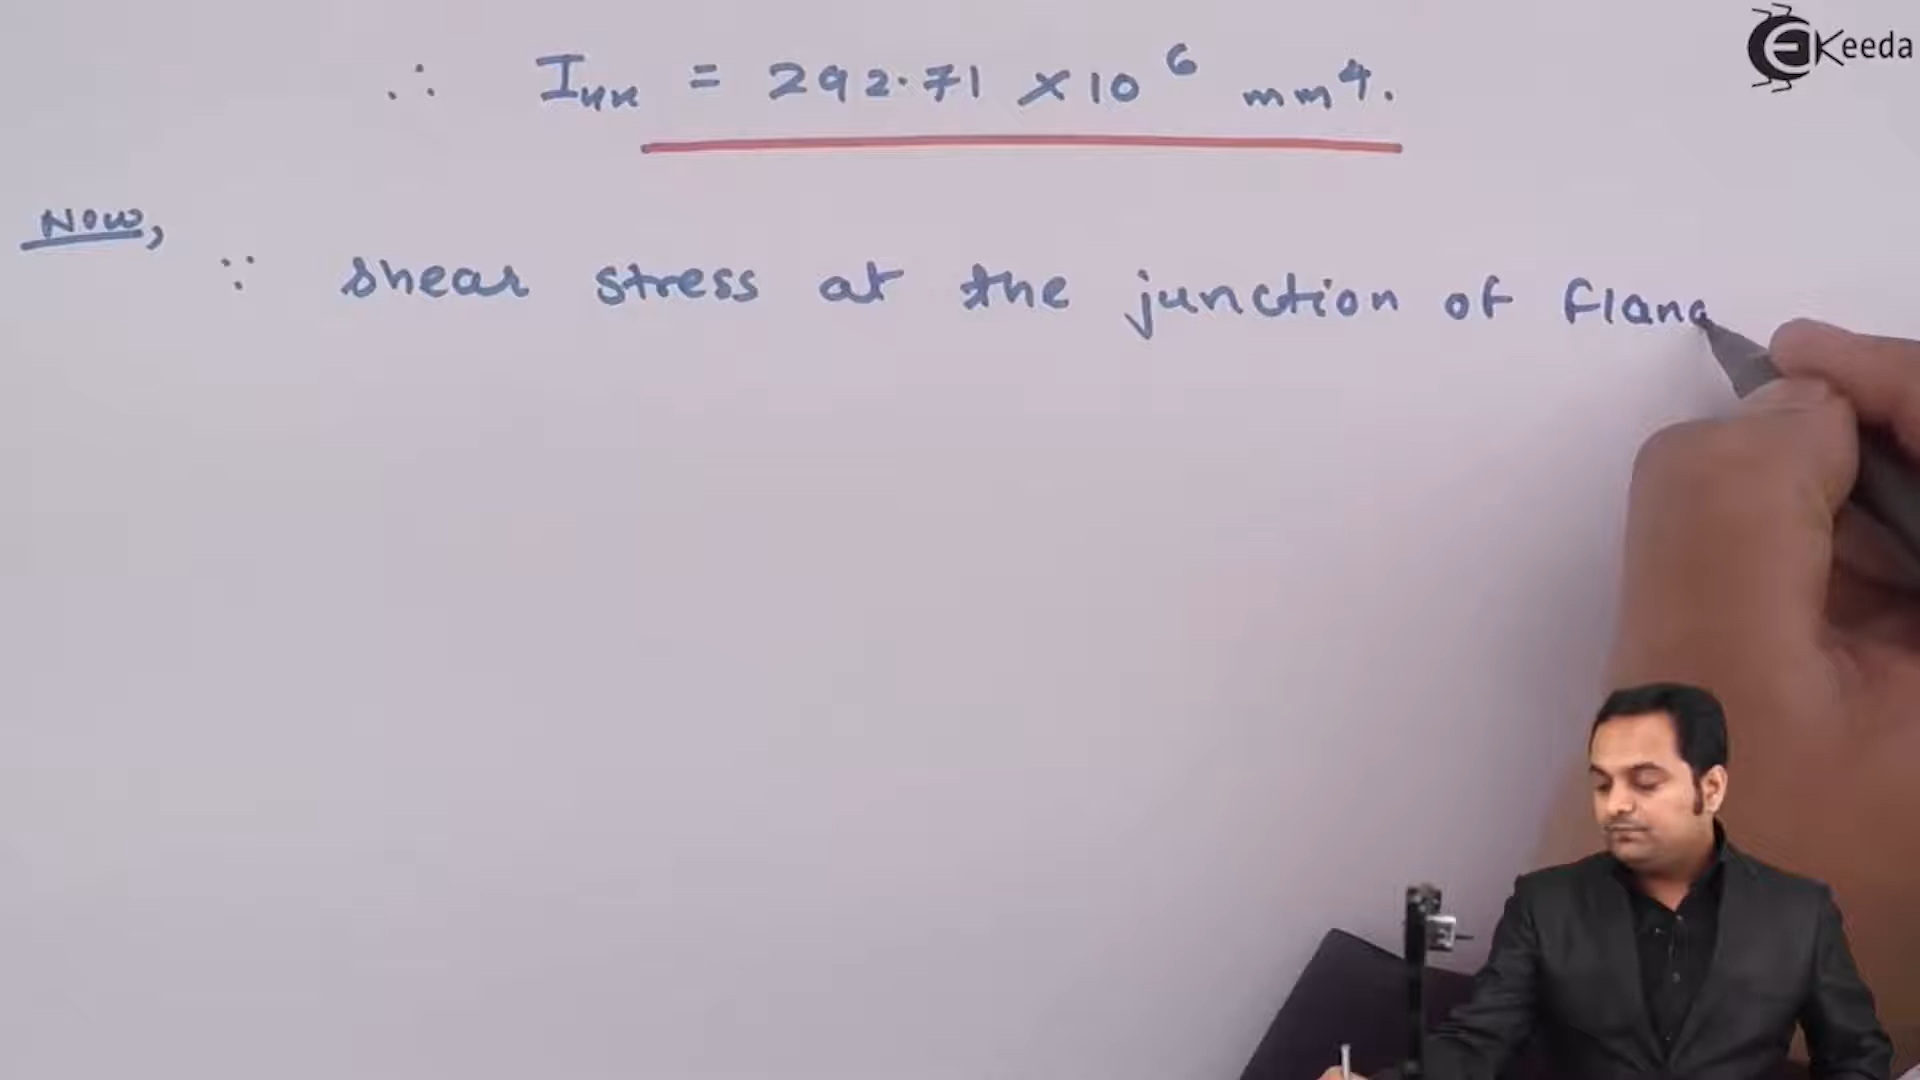 Keeda
∴ Ixx = 292.71 × 10⁶ mm⁴.
Now,
∵ shear stress at the junction of flang